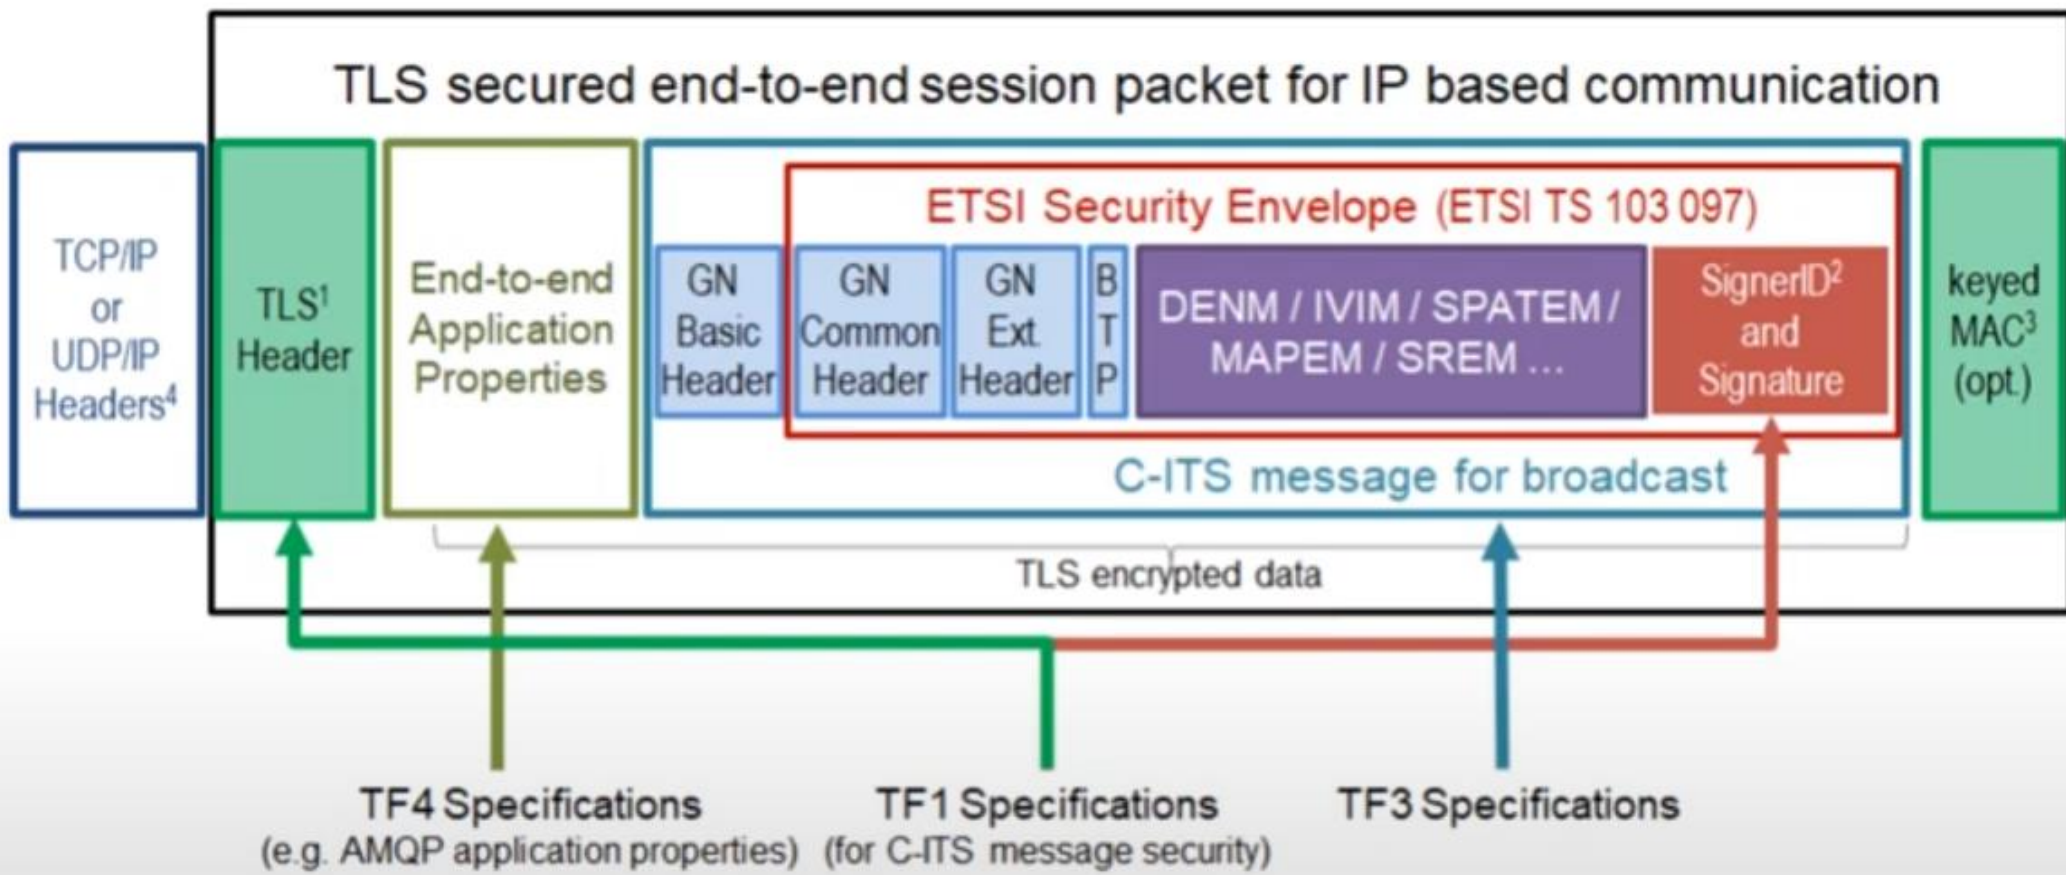 TLS secured end-to-end session packet for IP based communication
TCP/IP
or
UDP/IP
Headers⁴
TLS¹
Header
End-to-end
Application
Properties
ETSI Security Envelope (ETSI TS 103 097)
GN
Basic
Header
GN
Common
Header
GN
Ext.
Header
B
T
P
DENM / IVIM / SPATEM /
MAPEM / SREM ...
SignerID²
and
Signature
keyed
MAC³
(opt.)
C-ITS message for broadcast
TLS encrypted data
TF4 Specifications
(e.g. AMQP application properties)
TF1 Specifications
(for C-ITS message security)
TF3 Specifications